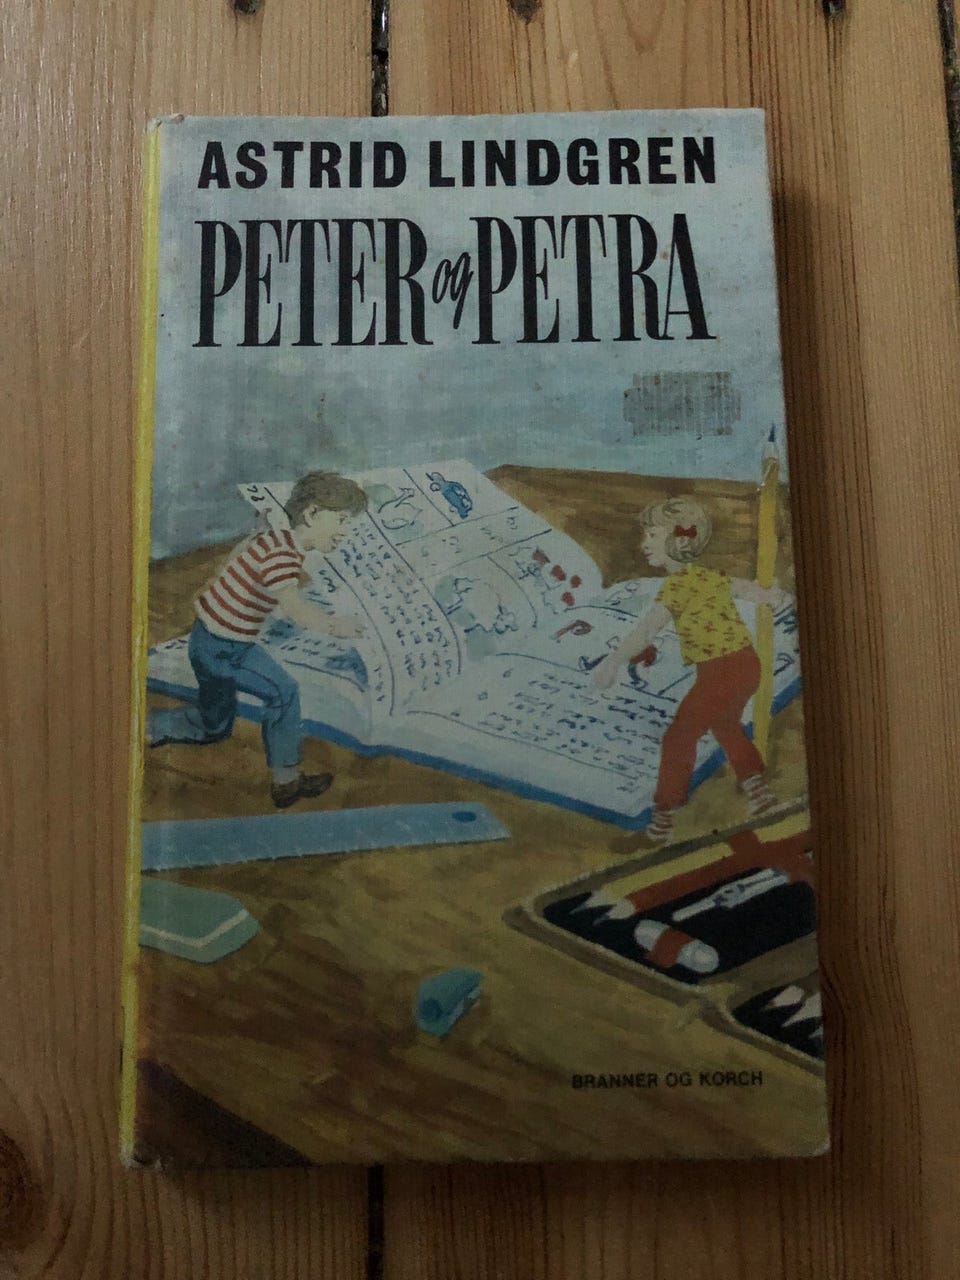 ASTRID LINDGREN
PETER og PETRA
BRANNER OG KORCH